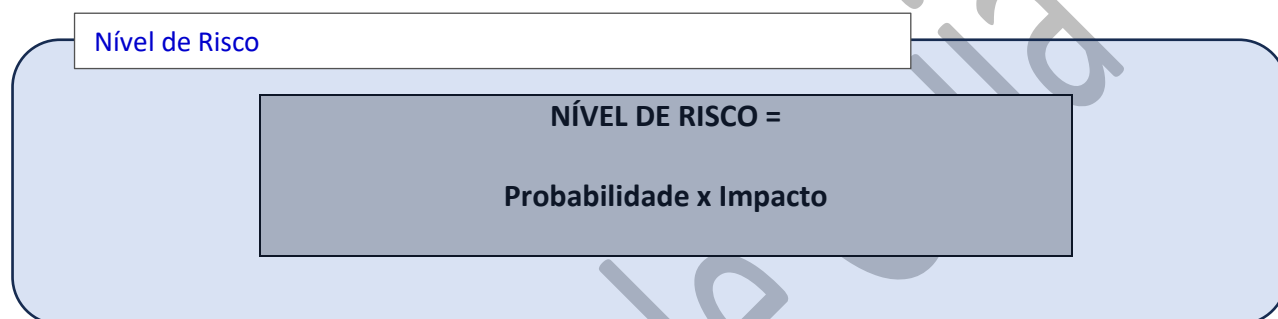 Nível de Risco
NÍVEL DE RISCO =
Probabilidade x Impacto